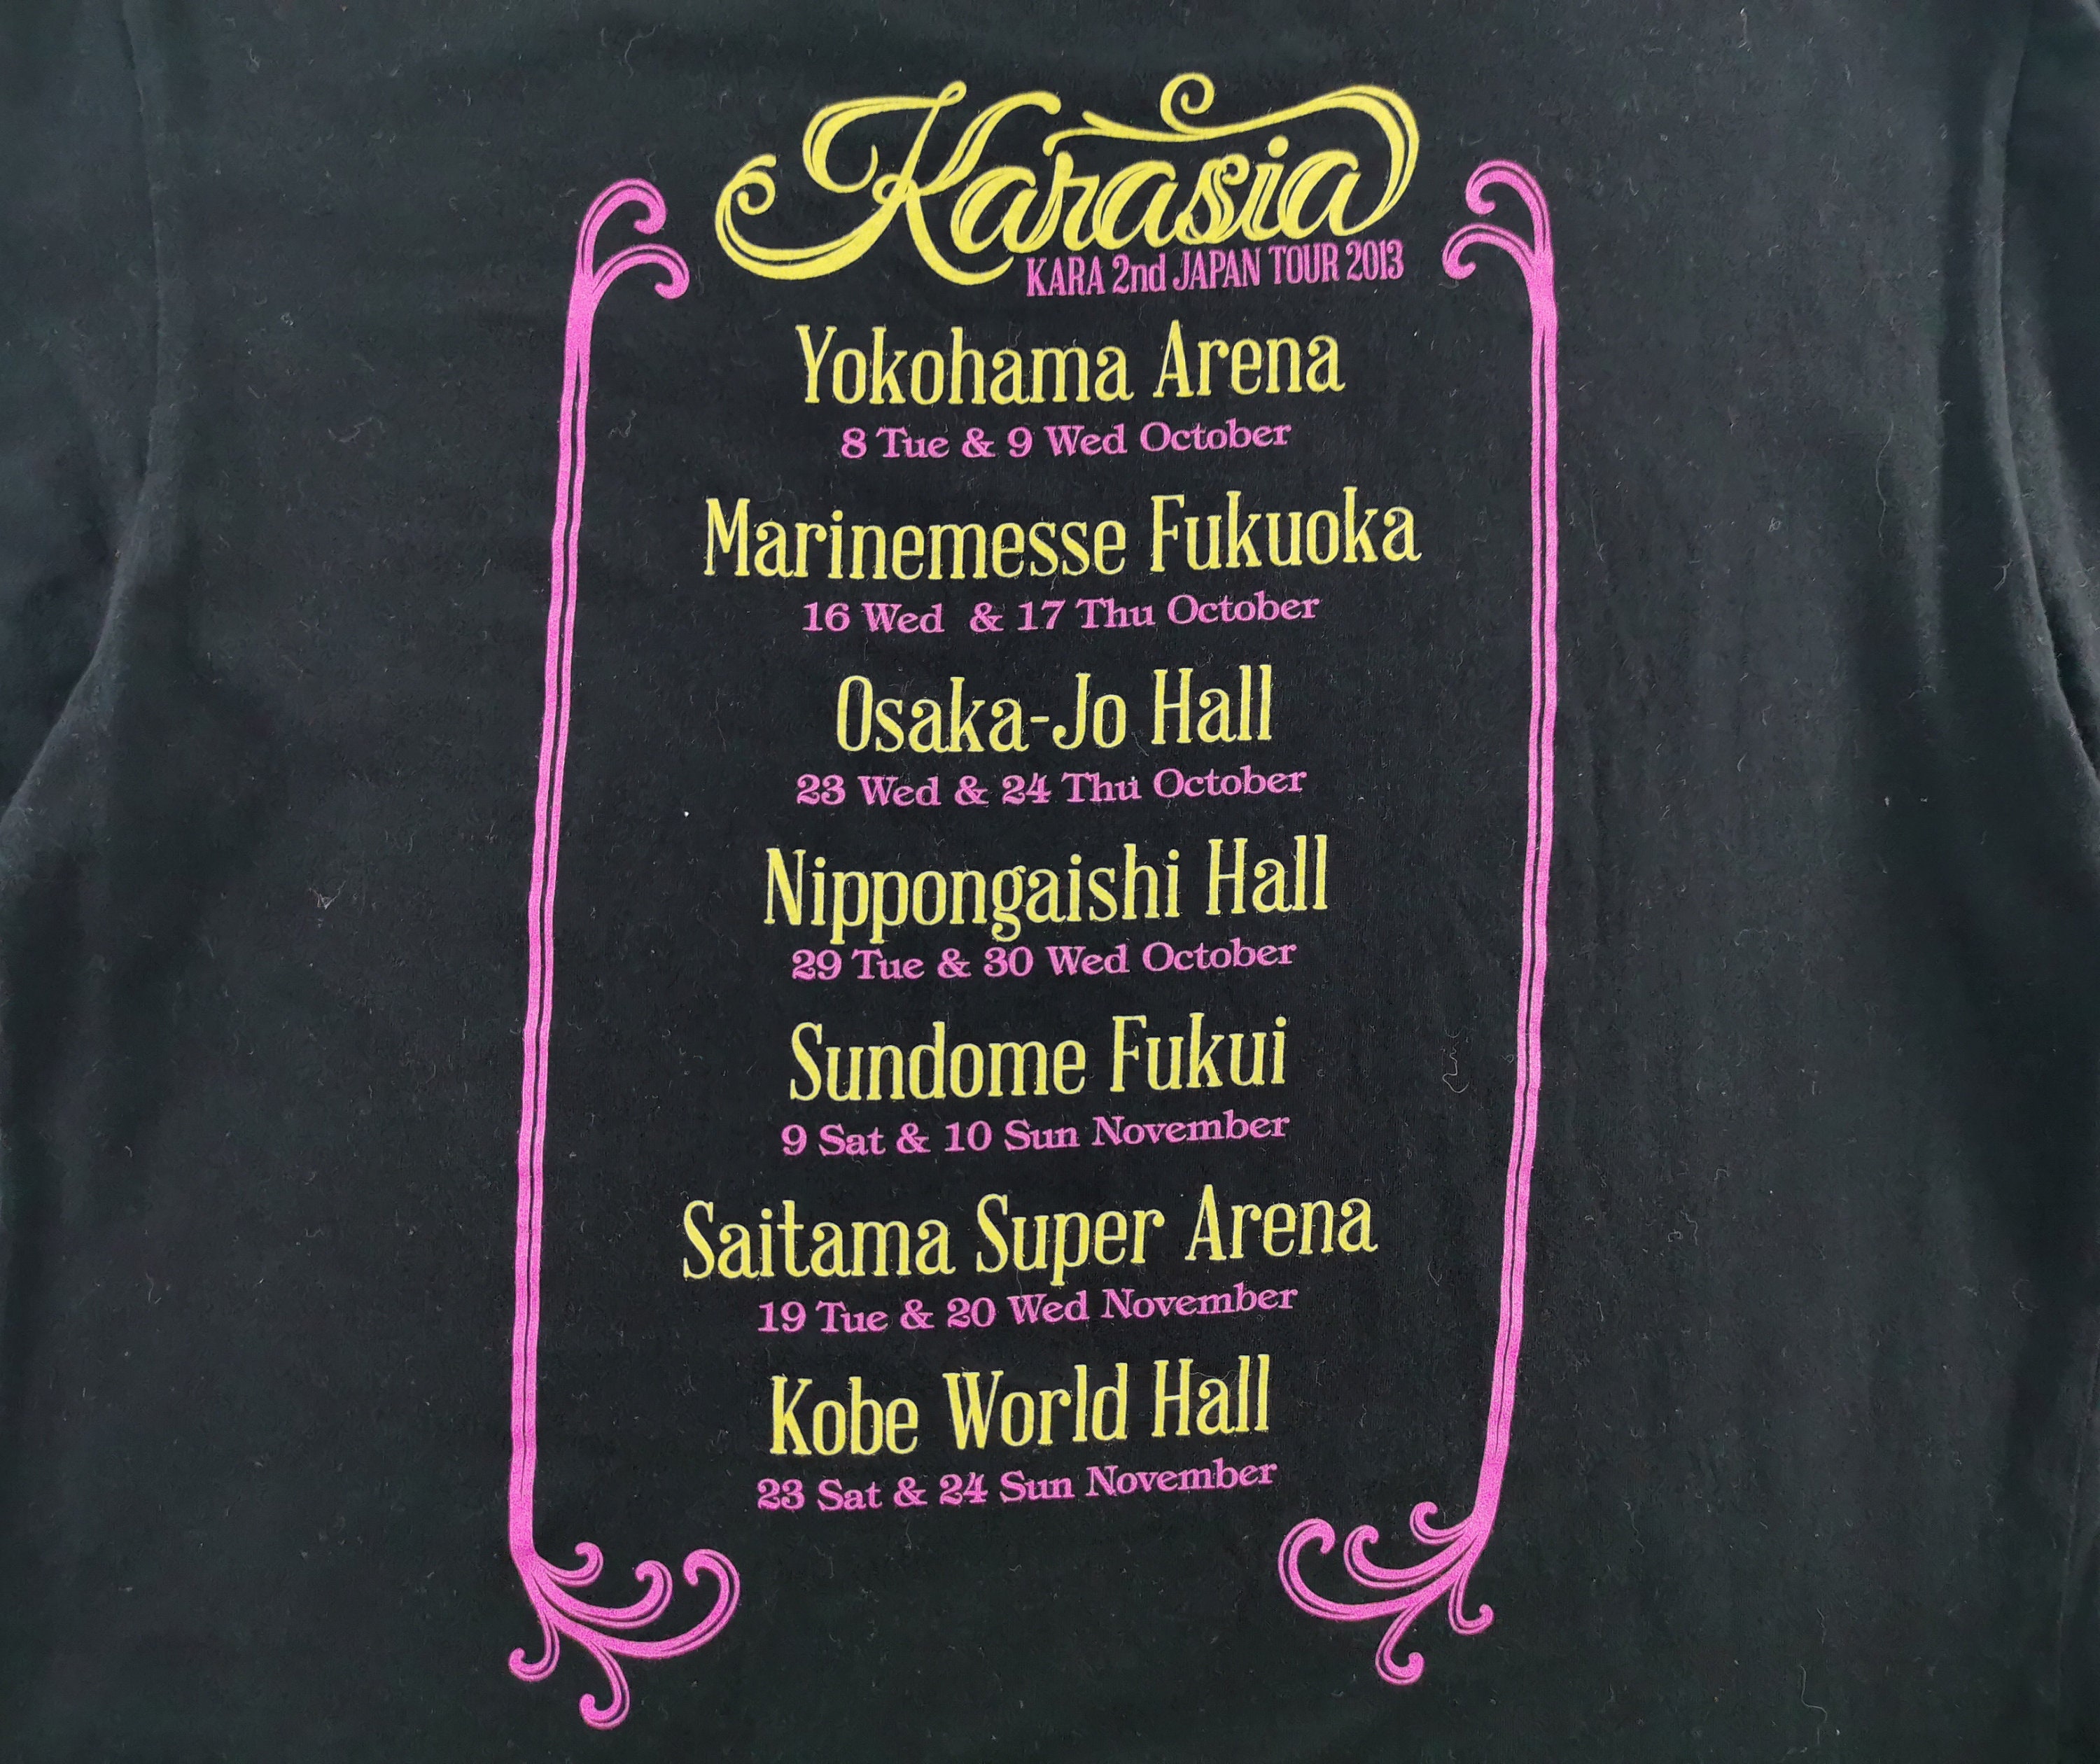 Karasia
KARA 2nd JAPAN TOUR 2013
Yokohama Arena
8 Tue & 9 Wed October
Marinemesse Fukuoka
16 Wed & 17 Thu October
Osaka-Jo Hall
23 Wed & 24 Thu October
Nippongaishi Hall
29 Tue & 30 Wed October
Sundome Fukui
9 Sat & 10 Sun November
Saitama Super Arena
19 Tue & 20 Wed November
Kobe World Hall
23 Sat & 24 Sun November